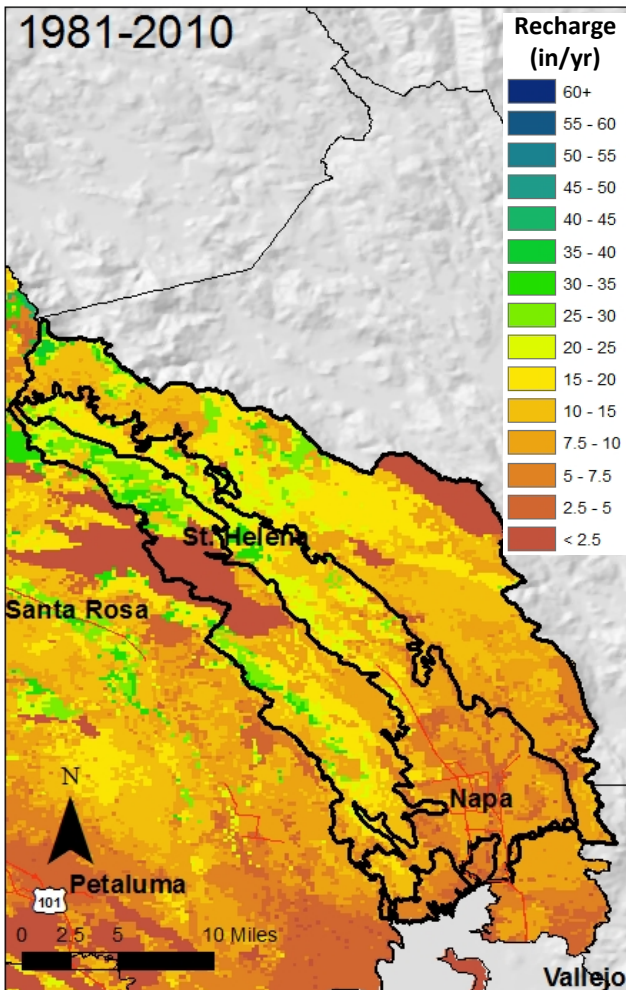 1981-2010
Recharge
(in/yr)
60+
55 - 60
50 - 55
45 - 50
40 - 45
35 - 40
30 - 35
25 - 30
20 - 25
15 - 20
10 - 15
7.5 - 10
5 - 7.5
2.5 - 5
< 2.5
St. Helena
Santa Rosa
N
Napa
Petaluma
101
0 2.5 5 10 Miles
Vallejo